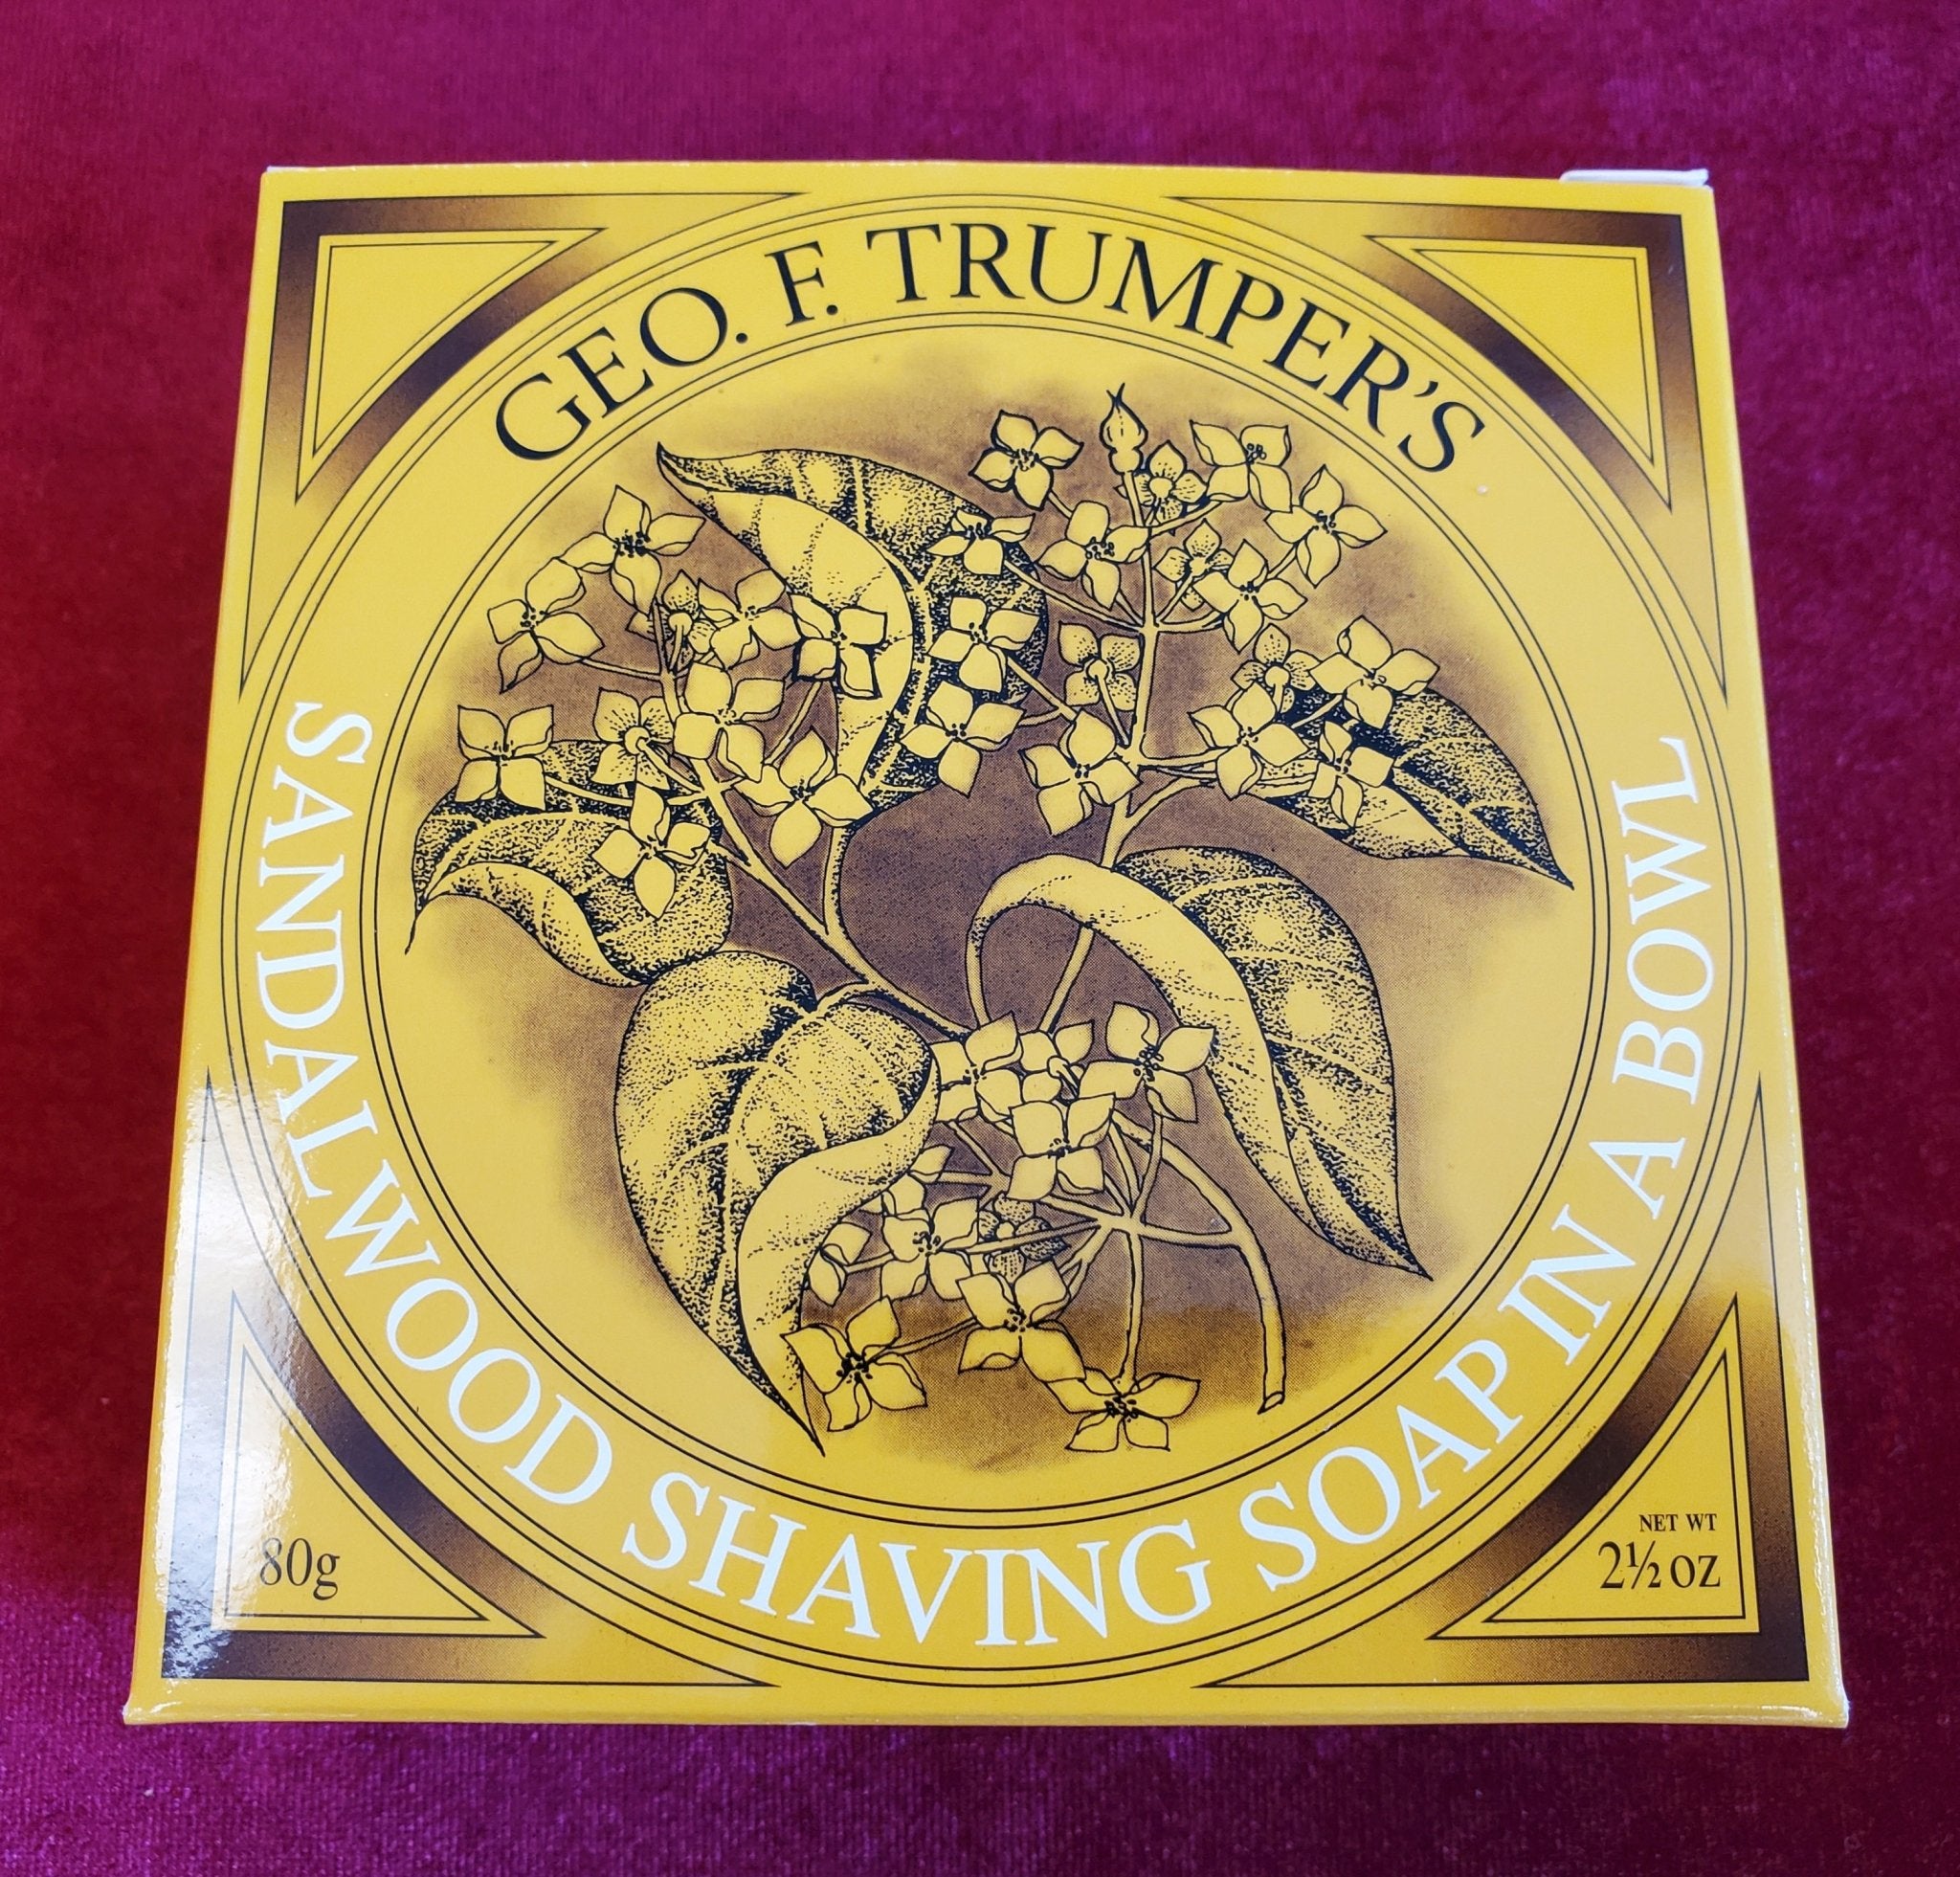 GEO. F. TRUMPER'S
SANDALWOOD SHAVING SOAP IN A BOWL
80g
NET WT
2½ OZ